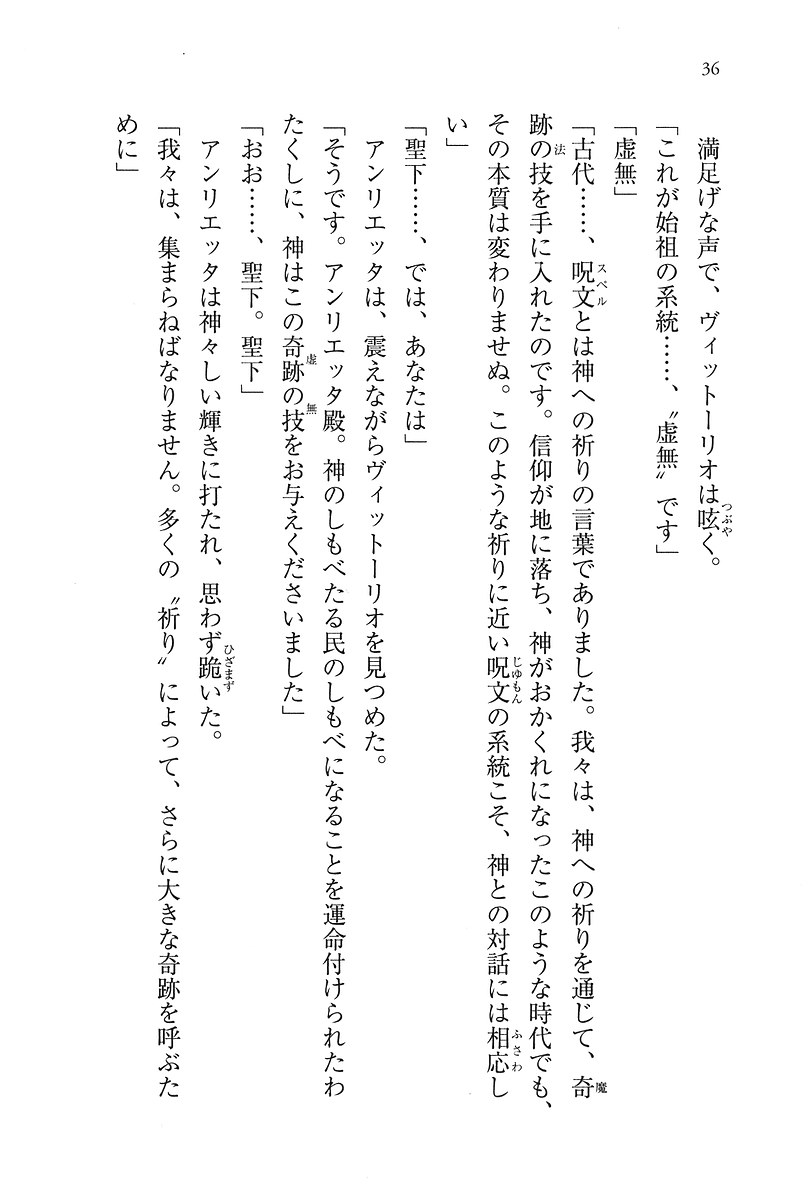 36
満足げな声で、ヴィットーリオは呟く。
「これが始祖の系統……、〝虚無〟です」
「虚無」
「古代……、呪文とは神への祈りの言葉でありました。我々は、神への祈りを通じて、奇
跡の技を手に入れたのです。信仰が地に落ち、神がおかくれになったこのような時代でも、
その本質は変わりませぬ。このような祈りに近い呪文の系統こそ、神との対話には相応し
い」
「聖下……、では、あなたは」
アンリエッタは、震えながらヴィットーリオを見つめた。
「そうです。アンリエッタ殿。神のしもべたる民のしもべになることを運命付けられたわ
たくしに、神はこの奇跡の技をお与えくださいました」
「おお……、聖下。聖下」
アンリエッタは神々しい輝きに打たれ、思わず跪いた。
「我々は、集まらねばなりません。多くの〝祈り〟によって、さらに大きな奇跡を呼ぶた
めに」